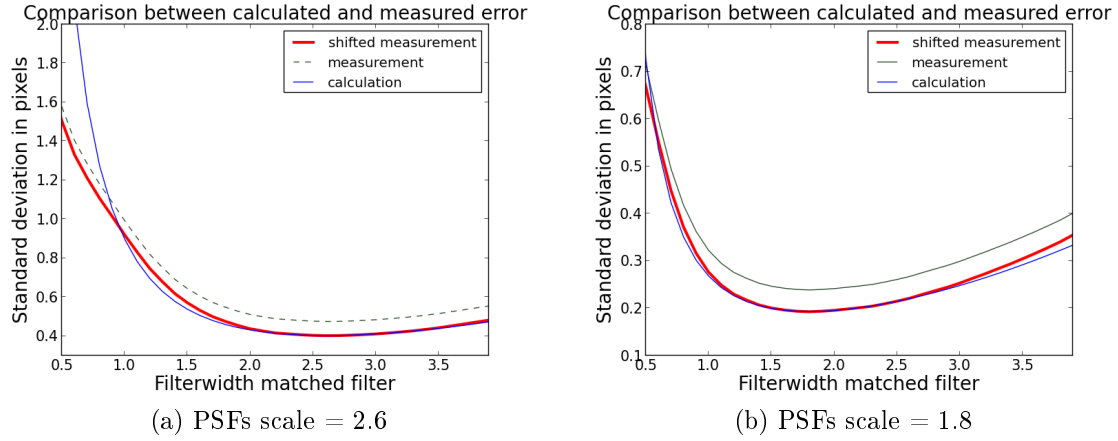 Comparison between calculated and measured error
Standard deviation in pixels
2.0
1.8
1.6
1.4
1.2
1.0
0.8
0.6
0.4
shifted measurement
measurement
calculation
0.5 1.0 1.5 2.0 2.5 3.0 3.5
Filterwidth matched filter
(a) PSFs scale = 2.6
Comparison between calculated and measured error
Standard deviation in pixels
0.8
0.7
0.6
0.5
0.4
0.3
0.2
0.1
shifted measurement
measurement
calculation
0.5 1.0 1.5 2.0 2.5 3.0 3.5
Filterwidth matched filter
(b) PSFs scale = 1.8